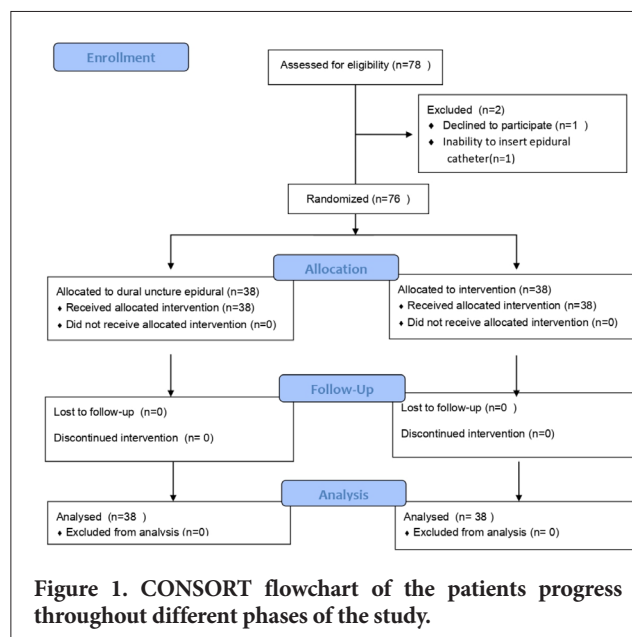 Enrollment
Assessed for eligibility (n=78 )
Excluded (n=2)
♦ Declined to participate (n=1 )
♦ Inability to insert epidural
catheter(n=1)
Randomized (n=76 )
Allocation
Allocated to dural uncture epidural (n=38)
♦ Received allocated intervention (n=38)
♦ Did not receive allocated intervention (n=0)
Allocated to intervention (n=38)
♦ Received allocated intervention (n=38)
♦ Did not receive allocated intervention (n=0)
Follow-Up
Lost to follow-up (n=0)
Discontinued intervention (n= 0)
Lost to follow-up (n=0 )
Discontinued intervention (n=0)
Analysis
Analysed (n=38 )
♦ Excluded from analysis (n=0)
Analysed (n= 38 )
♦ Excluded from analysis (n= 0)
Figure 1. CONSORT flowchart of the patients progress
throughout different phases of the study.